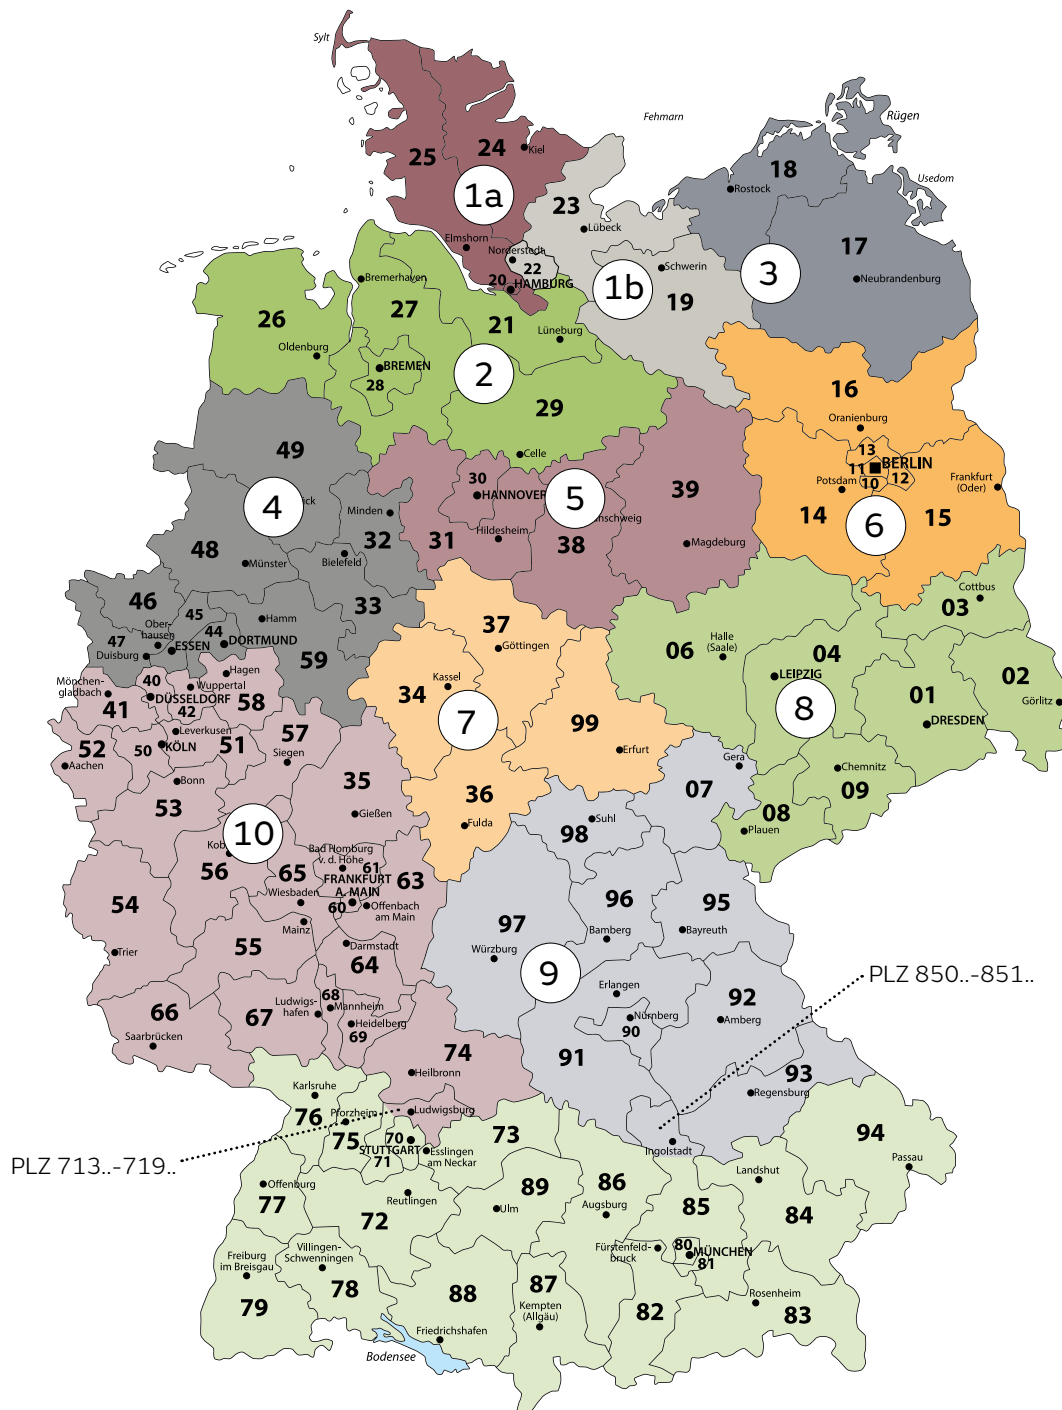 Sylt
Fehmarn
Rügen
Usedom
25
24
Kiel
1a
18
Rostock
23
Lübeck
17
Elmshorn
Norderstedt
22
20
HAMBURG
1b
Schwerin
19
3
Neubrandenburg
Bremerhaven
27
26
21
Lüneburg
Oldenburg
BREMEN
28
2
29
16
Oranienburg
49
Celle
13
BERLIN
11
10
12
Potsdam
Frankfurt
(Oder)
30
HANNOVER
5
39
4
ick
Minden
14
6
15
32
31
Hildesheim
nschweig
38
Magdeburg
48
Münster
Bielefeld
46
45
33
Hamm
Cottbus
03
Ober-
hausen
47
Duisburg
44
ESSEN
DORTMUND
59
37
Göttingen
06
Halle
(Saale)
04
LEIPZIG
02
Görlitz
Hagen
40
Wuppertal
Mönchen-
gladbach
DÜSSELDORF
41
42
58
Kassel
34
7
99
Erfurt
8
01
DRESDEN
52
50
Leverkusen
KÖLN
51
57
Siegen
Aachen
Bonn
53
35
Gießen
36
Fulda
Gera
07
Chemnitz
09
08
Plauen
98
Suhl
10
Kob
56
Bad Homburg
v. d. Höhe
61
65
FRANKFURT
A. MAIN
63
Wiesbaden
60
Offenbach
am Main
Mainz
54
Trier
55
Darmstadt
64
97
Würzburg
96
Bamberg
95
Bayreuth
9
PLZ 850..-851..
Erlangen
92
Nürnberg
90
Amberg
66
Saarbrücken
67
Ludwigs-
hafen
68
Mannheim
Heidelberg
69
74
Heilbronn
91
93
Regensburg
Karlsruhe
76
Pforzheim
75
Ludwigsburg
70
STUTTGART
71
Esslingen
am Neckar
73
Ingolstadt
94
Passau
PLZ 713..-719..
Landshut
Offenburg
77
Reutlingen
72
89
Ulm
86
Augsburg
85
84
Fürstenfeld-
bruck
80
MÜNCHEN
81
Freiburg
im Breisgau
79
Villingen-
Schwenningen
78
88
87
Kempten
(Allgäu)
82
Rosenheim
83
Friedrichshafen
Bodensee